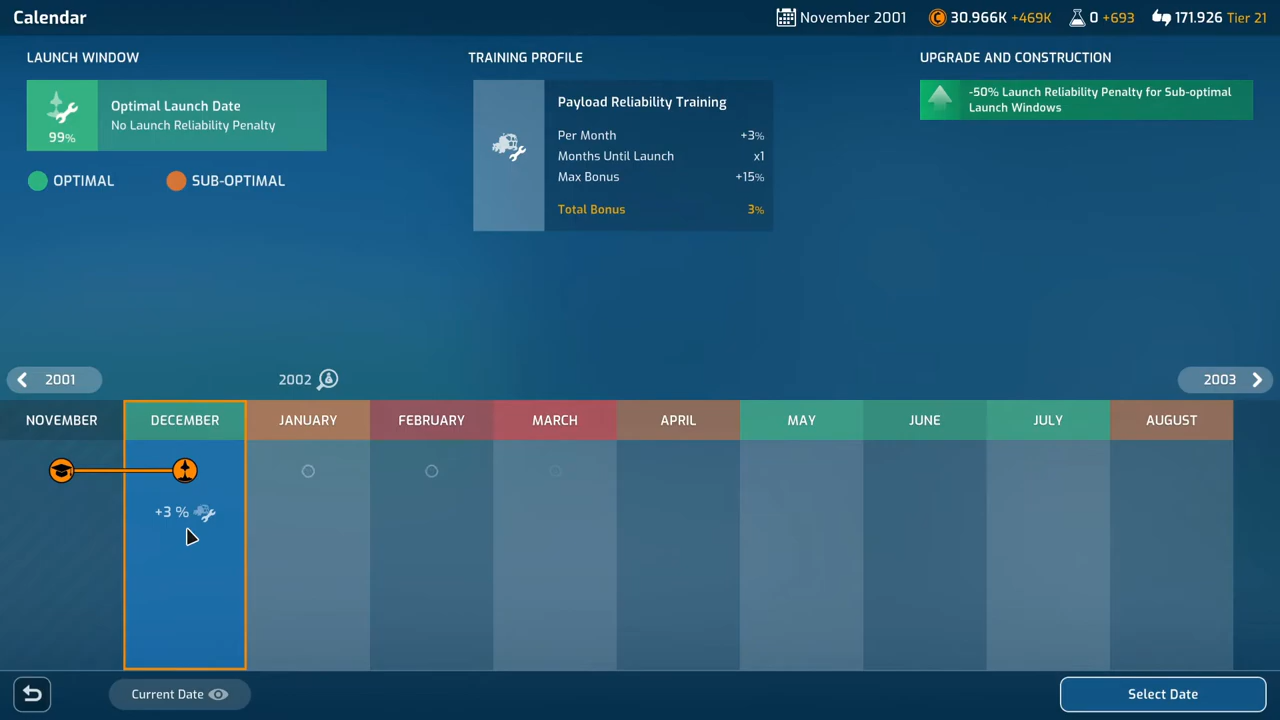 Calendar
November 2001
30.966K +469K
0 +693
171.926 Tier 21
LAUNCH WINDOW
99%
Optimal Launch Date
No Launch Reliability Penalty
OPTIMAL
SUB-OPTIMAL
TRAINING PROFILE
Payload Reliability Training
Per Month +3%
Months Until Launch x1
Max Bonus +15%
Total Bonus 3%
UPGRADE AND CONSTRUCTION
-50% Launch Reliability Penalty for Sub-optimal
Launch Windows
2001
2002
2003
NOVEMBER DECEMBER JANUARY FEBRUARY MARCH APRIL MAY JUNE JULY AUGUST
+3 %
Current Date
Select Date